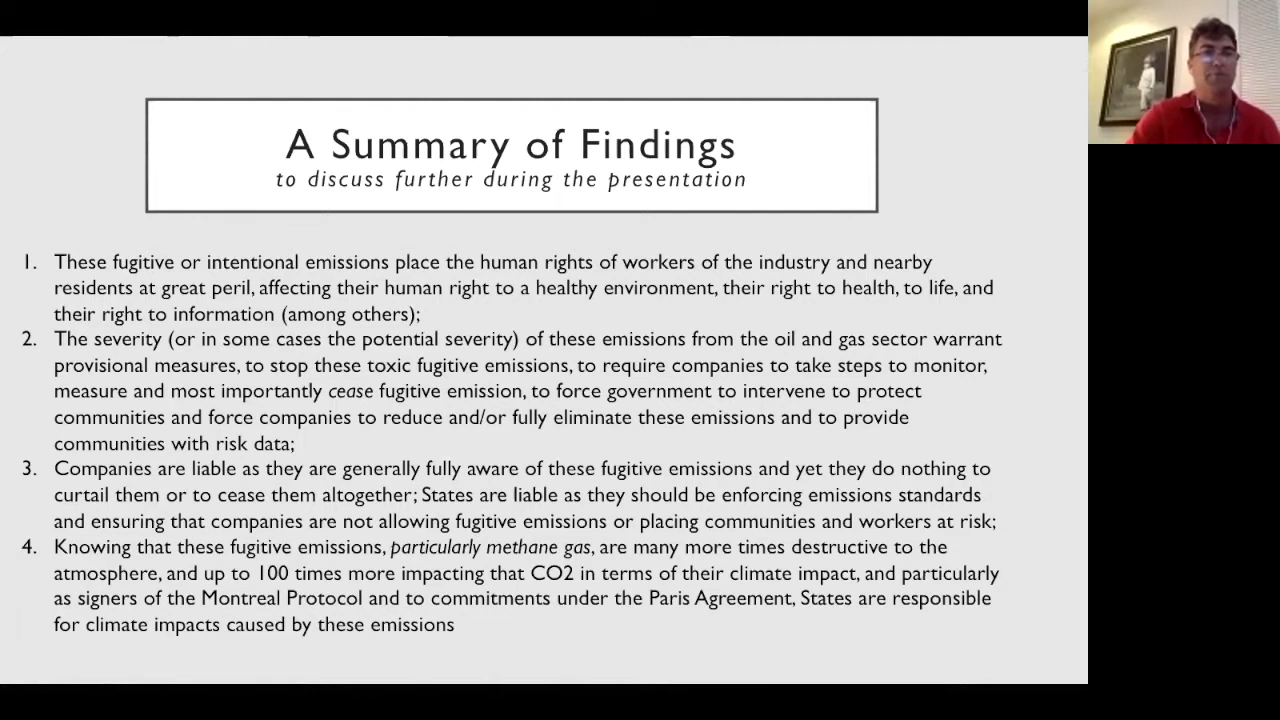 A Summary of Findings
to discuss further during the presentation
1. These fugitive or intentional emissions place the human rights of workers of the industry and nearby
residents at great peril, affecting their human right to a healthy environment, their right to health, to life, and
their right to information (among others);
2. The severity (or in some cases the potential severity) of these emissions from the oil and gas sector warrant
provisional measures, to stop these toxic fugitive emissions, to require companies to take steps to monitor,
measure and most importantly cease fugitive emission, to force government to intervene to protect
communities and force companies to reduce and/or fully eliminate these emissions and to provide
communities with risk data;
3. Companies are liable as they are generally fully aware of these fugitive emissions and yet they do nothing to
curtail them or to cease them altogether; States are liable as they should be enforcing emissions standards
and ensuring that companies are not allowing fugitive emissions or placing communities and workers at risk;
4. Knowing that these fugitive emissions, particularly methane gas, are many more times destructive to the
atmosphere, and up to 100 times more impacting that CO2 in terms of their climate impact, and particularly
as signers of the Montreal Protocol and to commitments under the Paris Agreement, States are responsible
for climate impacts caused by these emissions